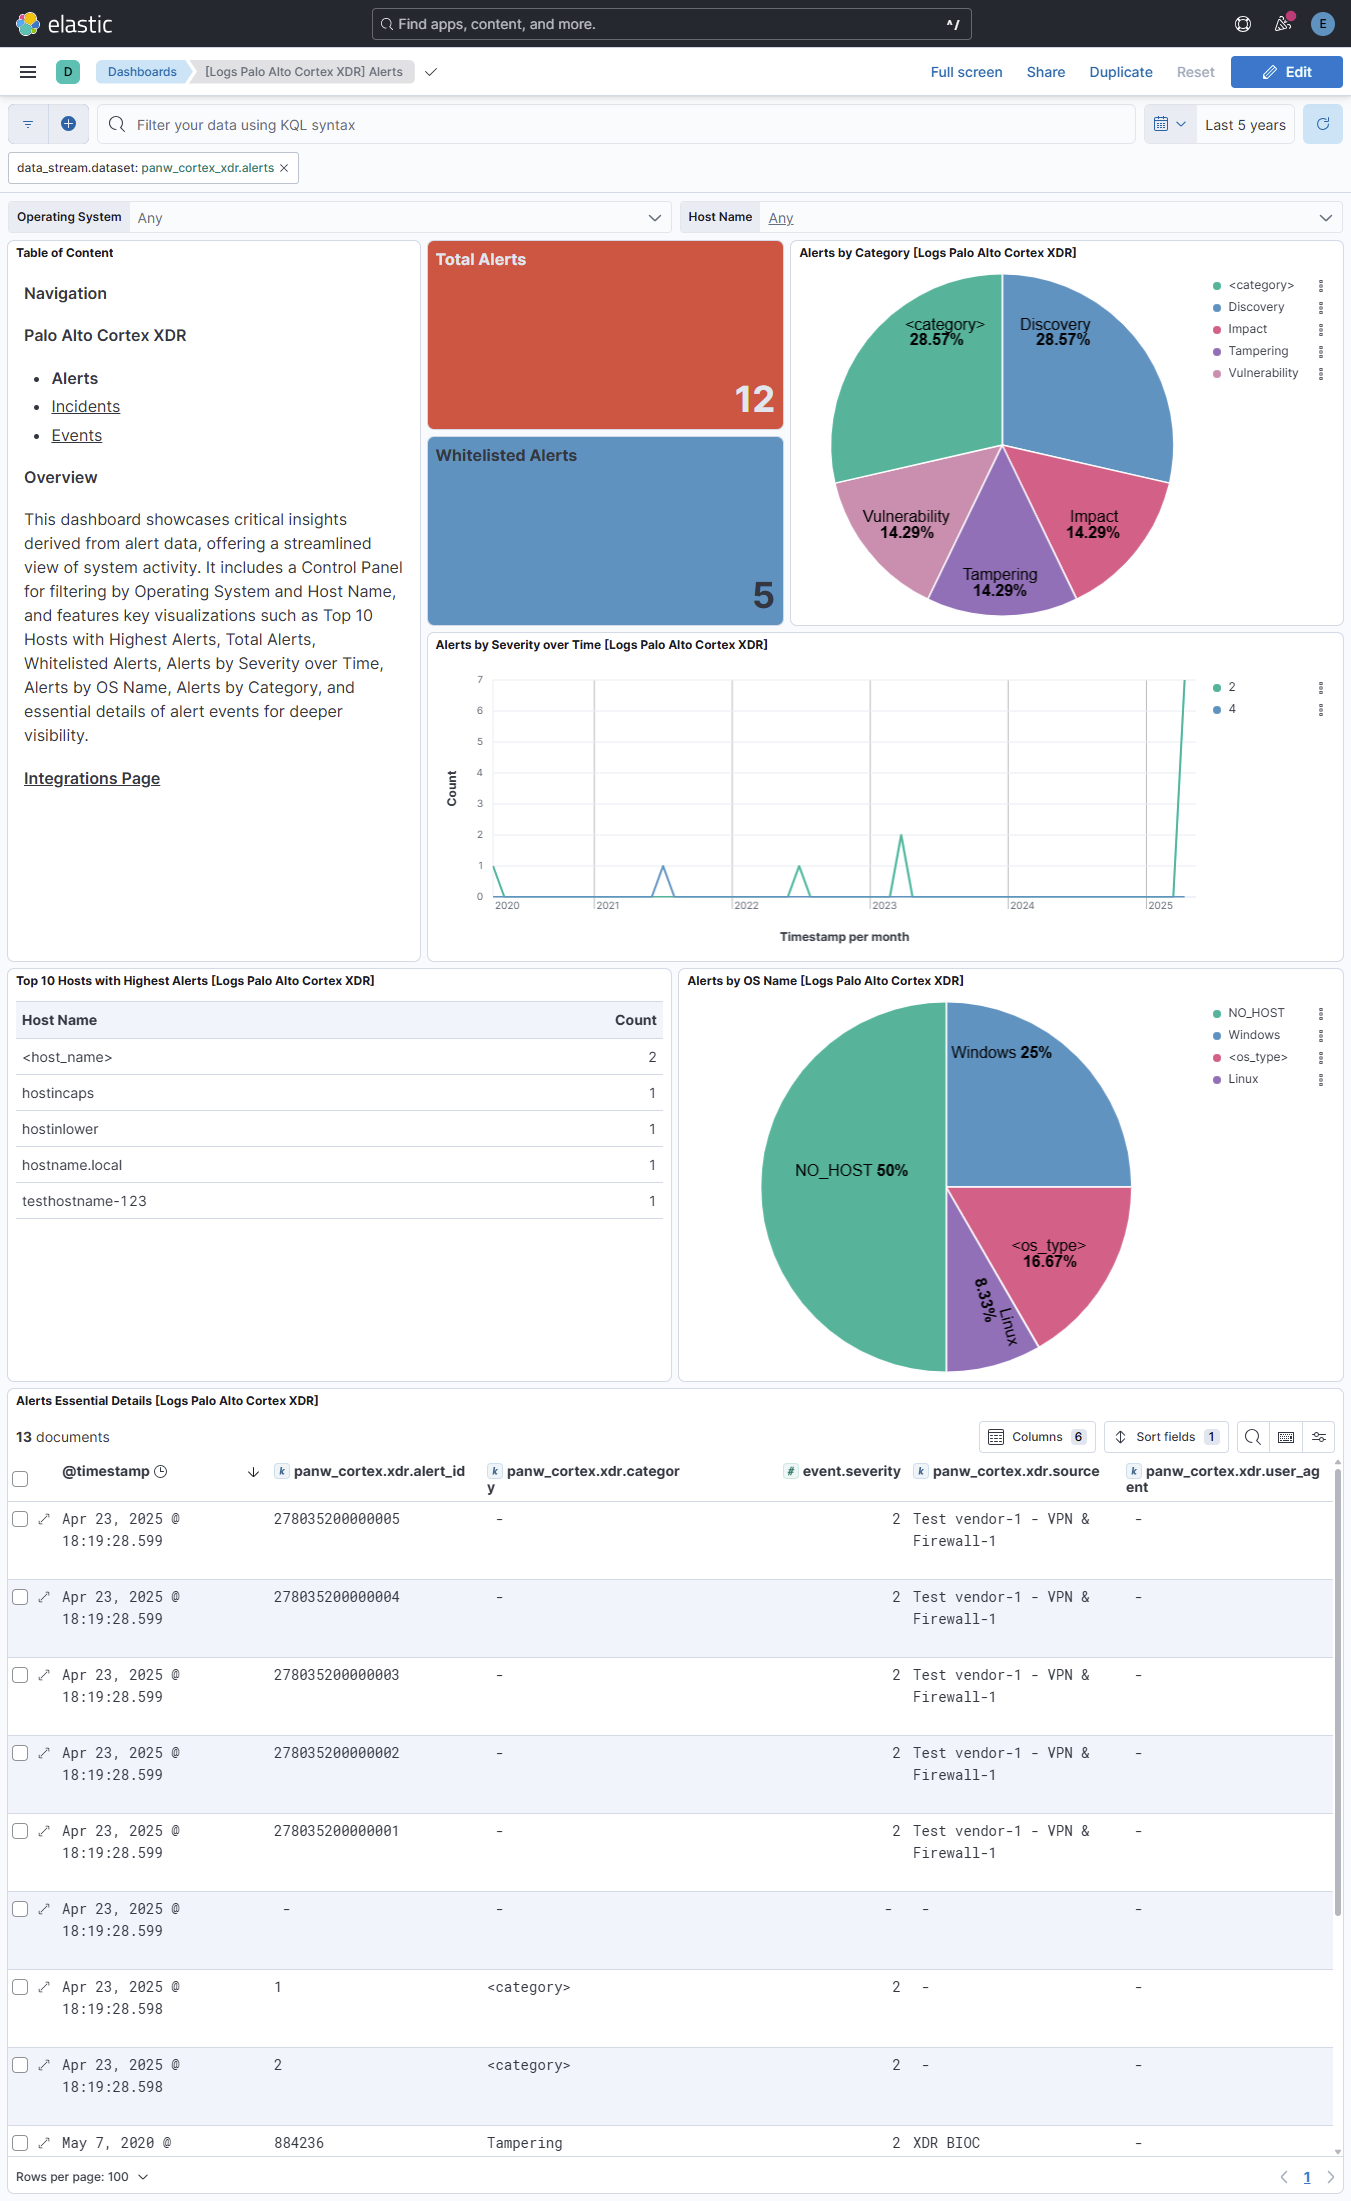 elastic
Find apps, content, and more.
^/
E
D
Dashboards
[Logs Palo Alto Cortex XDR] Alerts
Full screen
Share
Duplicate
Reset
Edit
Filter your data using KQL syntax
Last 5 years
data_stream.dataset: panw_cortex_xdr.alerts ×
Operating System
Any
Host Name
Any
Table of Content
Navigation
Palo Alto Cortex XDR
• Alerts
• Incidents
• Events
Overview
This dashboard showcases critical insights
derived from alert data, offering a streamlined
view of system activity. It includes a Control Panel
for filtering by Operating System and Host Name,
and features key visualizations such as Top 10
Hosts with Highest Alerts, Total Alerts,
Whitelisted Alerts, Alerts by Severity over Time,
Alerts by OS Name, Alerts by Category, and
essential details of alert events for deeper
visibility.
Integrations Page
Total Alerts
12
Whitelisted Alerts
5
Alerts by Category [Logs Palo Alto Cortex XDR]
<category>
28.57%
Discovery
28.57%
Vulnerability
14.29%
Impact
14.29%
Tampering
14.29%
<category>
Discovery
Impact
Tampering
Vulnerability
Alerts by Severity over Time [Logs Palo Alto Cortex XDR]
Count
7
6
5
4
3
2
1
0
2020
2021
2022
2023
2024
2025
Timestamp per month
2
4
Top 10 Hosts with Highest Alerts [Logs Palo Alto Cortex XDR]
Host Name Count
<host_name> 2
hostincaps 1
hostinlower 1
hostname.local 1
testhostname-123 1
Alerts by OS Name [Logs Palo Alto Cortex XDR]
Windows 25%
NO_HOST 50%
<os_type>
16.67%
Linux
8.33%
NO_HOST
Windows
<os_type>
Linux
Alerts Essential Details [Logs Palo Alto Cortex XDR]
13 documents
Columns 6
Sort fields 1
@timestamp
k panw_cortex.xdr.alert_id
k panw_cortex.xdr.categor
y
# event.severity
k panw_cortex.xdr.source
k panw_cortex.xdr.user_ag
ent
Apr 23, 2025 @ 278035200000005 - 2 Test vendor-1 - VPN & -
18:19:28.599 Firewall-1
Apr 23, 2025 @ 278035200000004 - 2 Test vendor-1 - VPN & -
18:19:28.599 Firewall-1
Apr 23, 2025 @ 278035200000003 - 2 Test vendor-1 - VPN & -
18:19:28.599 Firewall-1
Apr 23, 2025 @ 278035200000002 - 2 Test vendor-1 - VPN & -
18:19:28.599 Firewall-1
Apr 23, 2025 @ 278035200000001 - 2 Test vendor-1 - VPN & -
18:19:28.599 Firewall-1
Apr 23, 2025 @ - - - - -
18:19:28.599
Apr 23, 2025 @ 1 <category> 2 - -
18:19:28.598
Apr 23, 2025 @ 2 <category> 2 - -
18:19:28.598
May 7, 2020 @ 884236 Tampering 2 XDR BIOC -
Rows per page: 100
1